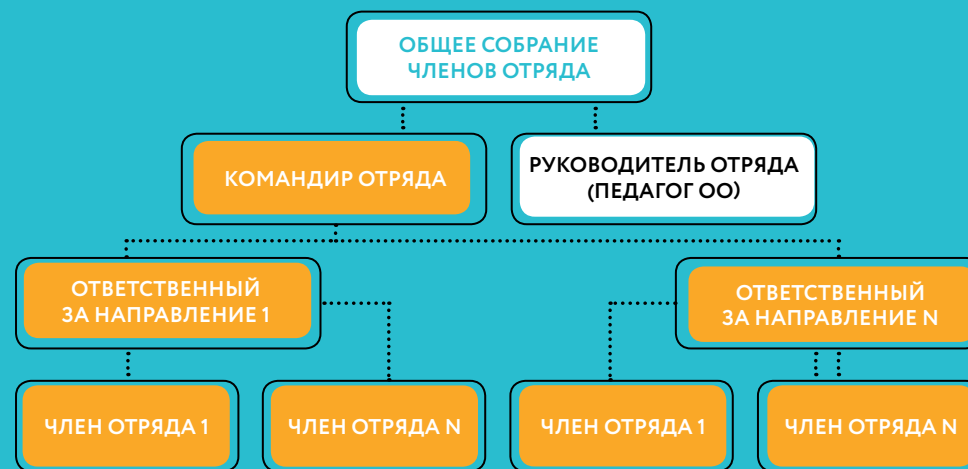 ОБЩЕЕ СОБРАНИЕ
ЧЛЕНОВ ОТРЯДА
КОМАНДИР ОТРЯДА
РУКОВОДИТЕЛЬ ОТРЯДА
(ПЕДАГОГ ОО)
ОТВЕТСТВЕННЫЙ
ЗА НАПРАВЛЕНИЕ 1
ОТВЕТСТВЕННЫЙ
ЗА НАПРАВЛЕНИЕ N
ЧЛЕН ОТРЯДА 1
ЧЛЕН ОТРЯДА N
ЧЛЕН ОТРЯДА 1
ЧЛЕН ОТРЯДА N